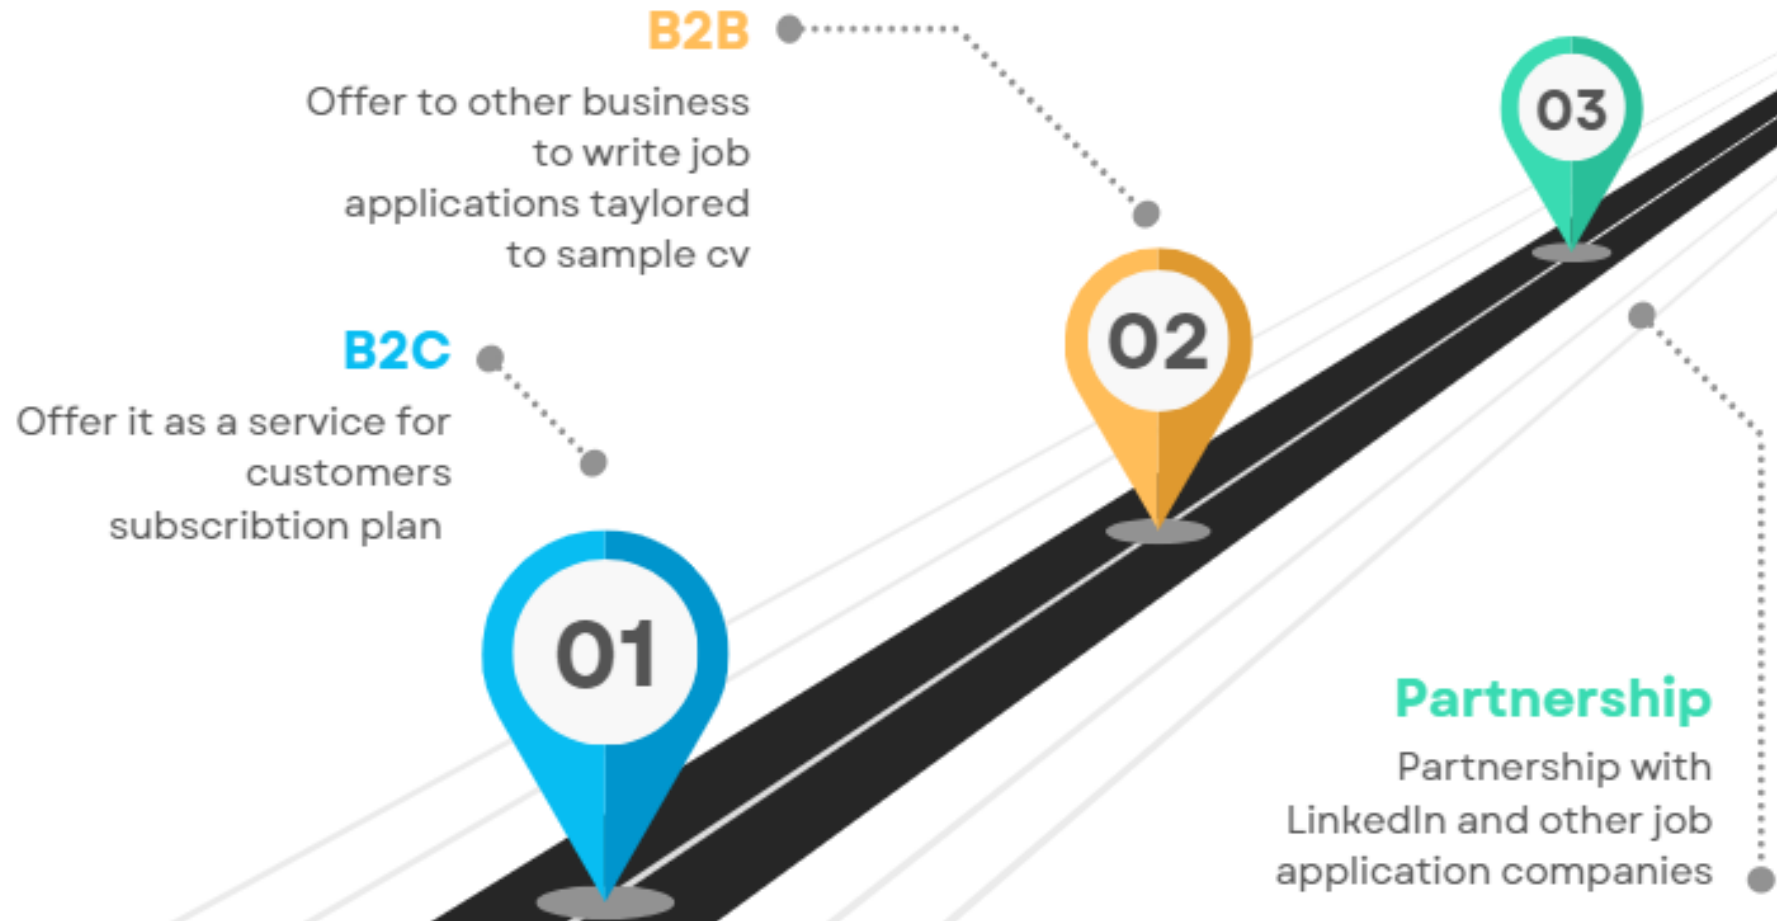 B2B
Offer to other business
to write job
applications taylored
to sample cv
B2C
Offer it as a service for
customers
subscribtion plan
01
02
03
Partnership
Partnership with
LinkedIn and other job
application companies